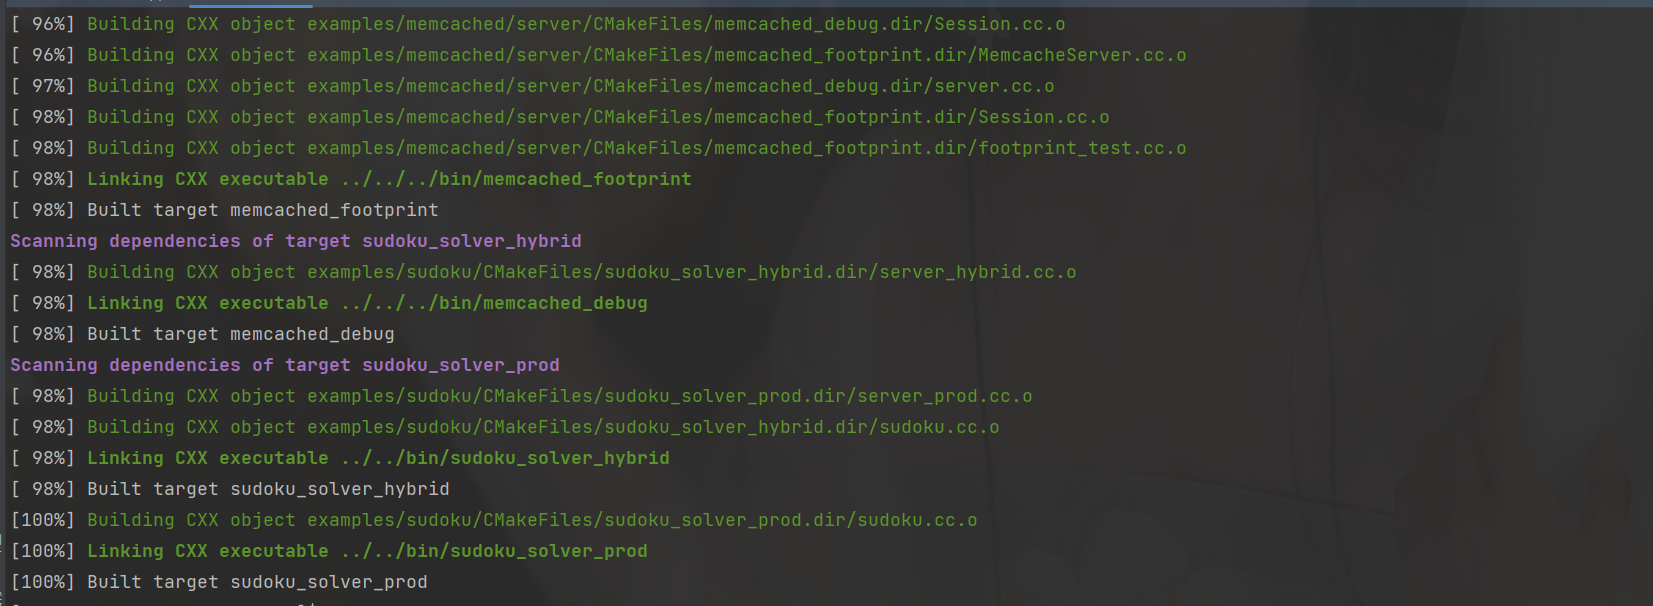 [ 96%] Building CXX object examples/memcached/server/CMakeFiles/memcached_debug.dir/Session.cc.o
[ 96%] Building CXX object examples/memcached/server/CMakeFiles/memcached_footprint.dir/MemcacheServer.cc.o
[ 97%] Building CXX object examples/memcached/server/CMakeFiles/memcached_debug.dir/server.cc.o
[ 98%] Building CXX object examples/memcached/server/CMakeFiles/memcached_footprint.dir/Session.cc.o
[ 98%] Building CXX object examples/memcached/server/CMakeFiles/memcached_footprint.dir/footprint_test.cc.o
[ 98%] Linking CXX executable ../../../bin/memcached_footprint
[ 98%] Built target memcached_footprint
Scanning dependencies of target sudoku_solver_hybrid
[ 98%] Building CXX object examples/sudoku/CMakeFiles/sudoku_solver_hybrid.dir/server_hybrid.cc.o
[ 98%] Linking CXX executable ../../../bin/memcached_debug
[ 98%] Built target memcached_debug
Scanning dependencies of target sudoku_solver_prod
[ 98%] Building CXX object examples/sudoku/CMakeFiles/sudoku_solver_prod.dir/server_prod.cc.o
[ 98%] Building CXX object examples/sudoku/CMakeFiles/sudoku_solver_hybrid.dir/sudoku.cc.o
[ 98%] Linking CXX executable ../../bin/sudoku_solver_hybrid
[ 98%] Built target sudoku_solver_hybrid
[100%] Building CXX object examples/sudoku/CMakeFiles/sudoku_solver_prod.dir/sudoku.cc.o
[100%] Linking CXX executable ../../bin/sudoku_solver_prod
[100%] Built target sudoku_solver_prod